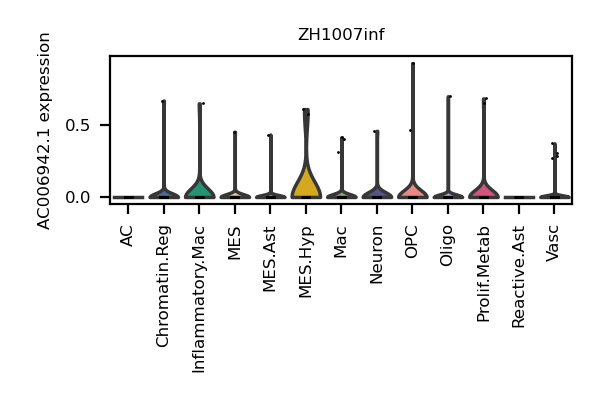 ZH1007inf
AC006942.1 expression
0.5
0.0
AC
Chromatin.Reg
Inflammatory.Mac
MES
MES.Ast
MES.Hyp
Mac
Neuron
OPC
Oligo
Prolif.Metab
Reactive.Ast
Vasc